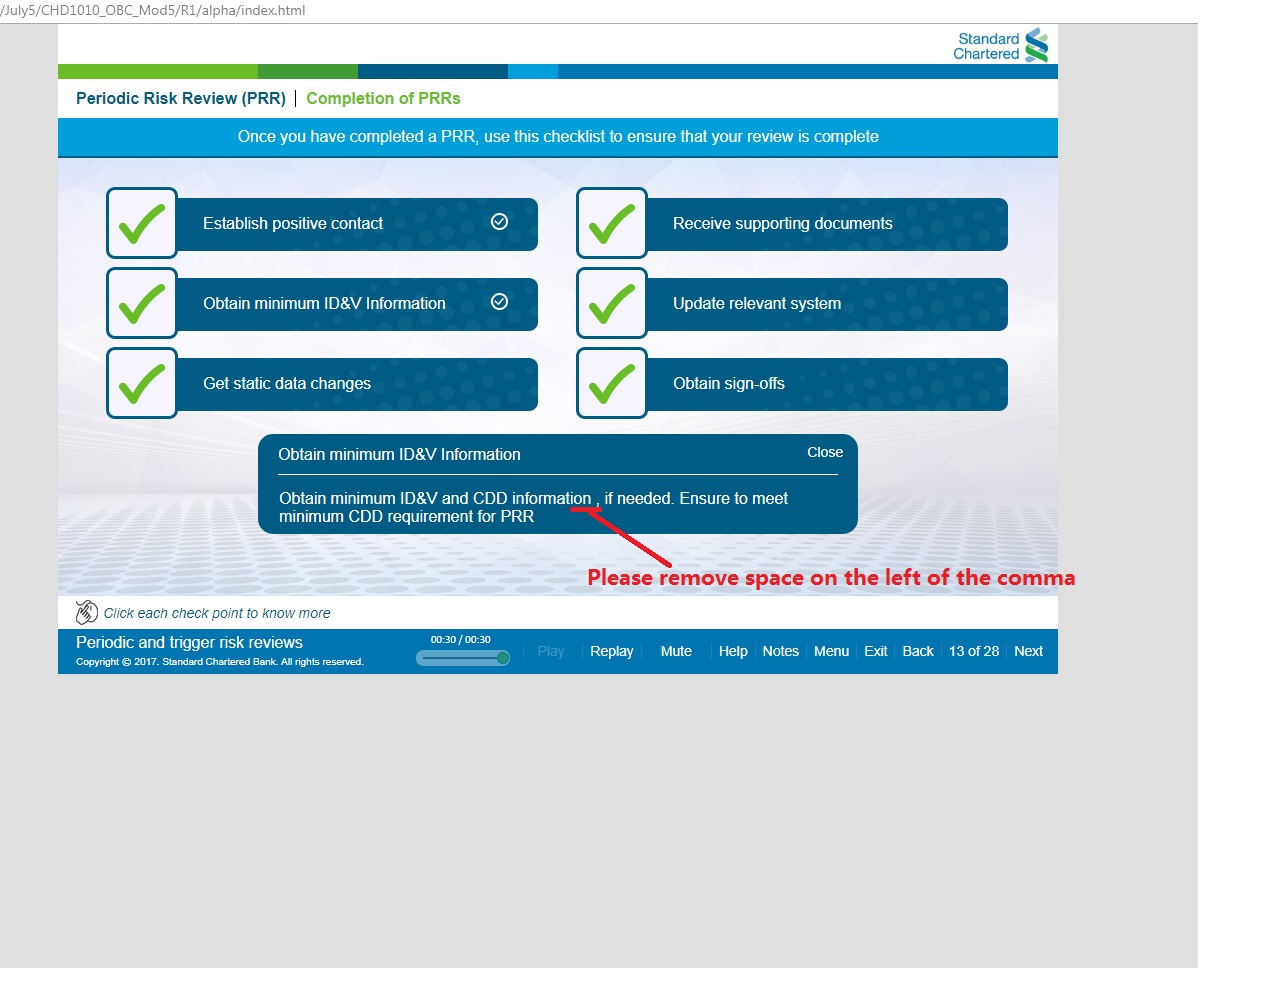 /July5/CHD1010_OBC_Mod5/R1/alpha/index.html
Standard
Chartered
Periodic Risk Review (PRR) | Completion of PRRs
Once you have completed a PRR, use this checklist to ensure that your review is complete
Establish positive contact
Receive supporting documents
Obtain minimum ID&V Information
Update relevant system
Get static data changes
Obtain sign-offs
Obtain minimum ID&V Information
Close
Obtain minimum ID&V and CDD information , if needed. Ensure to meet
minimum CDD requirement for PRR
Please remove space on the left of the comma
Click each check point to know more
Periodic and trigger risk reviews
Copyright © 2017. Standard Chartered Bank. All rights reserved.
00:30 / 00:30
Play Replay Mute Help Notes Menu Exit Back 13 of 28 Next